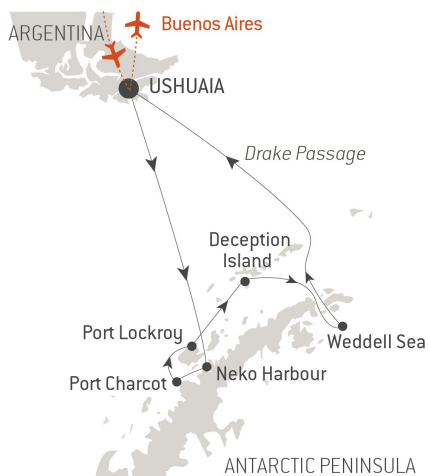 ARGENTINA
Buenos Aires
USHUAIA
Drake Passage
Deception
Island
Port Lockroy
Weddell Sea
Neko Harbour
Port Charcot
ANTARCTIC PENINSULA